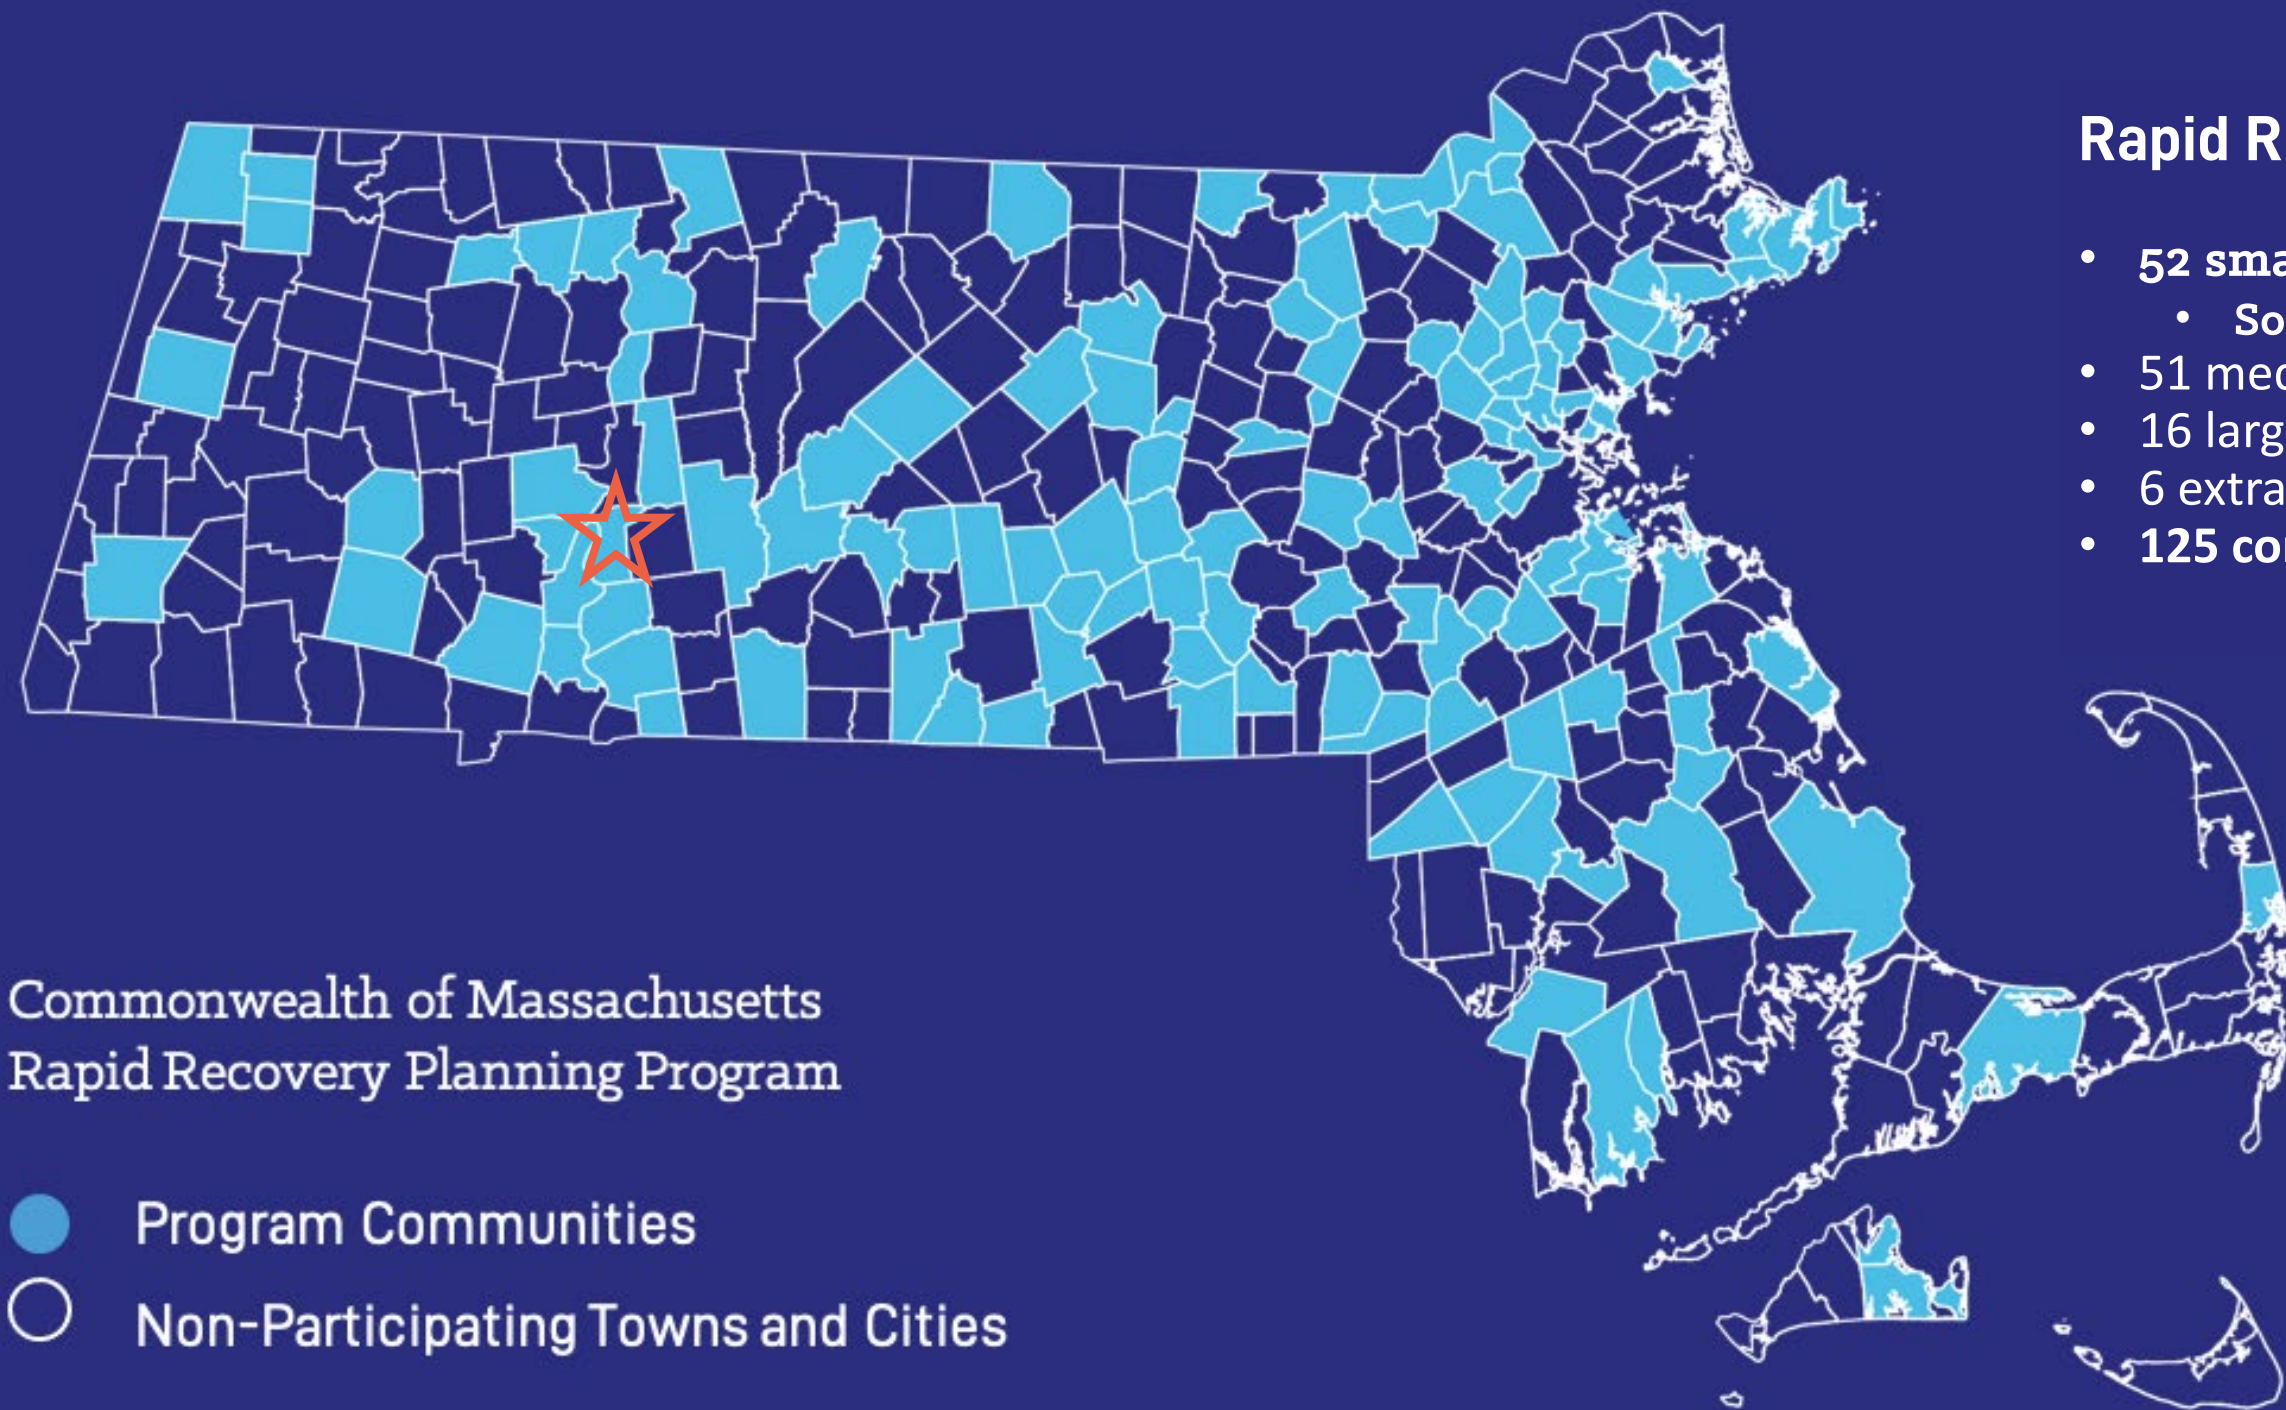 Rapid R
• 52 sma
• So
• 51 med
• 16 larg
• 6 extra
• 125 co
Commonwealth of Massachusetts
Rapid Recovery Planning Program
Program Communities
Non-Participating Towns and Cities